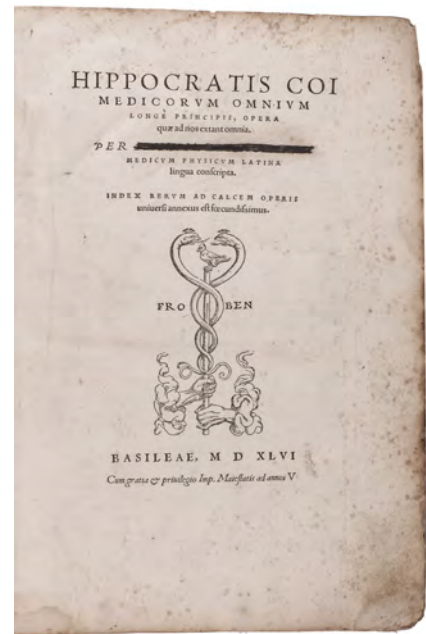 HIPPOCRATIS COI
MEDICORVM OMNIVM
LONGE PRINCIPIS, OPERA
quæ ad nos extant omnia.
PER
MEDICVM PHYSICVM LATINA
lingua conscripta.
INDEX RERVM AD CALCEM OPERIS
uniuersi annexus est fœcundissimus.
FRO BEN
BASILEAE, M D XLVI
Cum gratia & priuilegio Imp. Maiestatis ad annos V